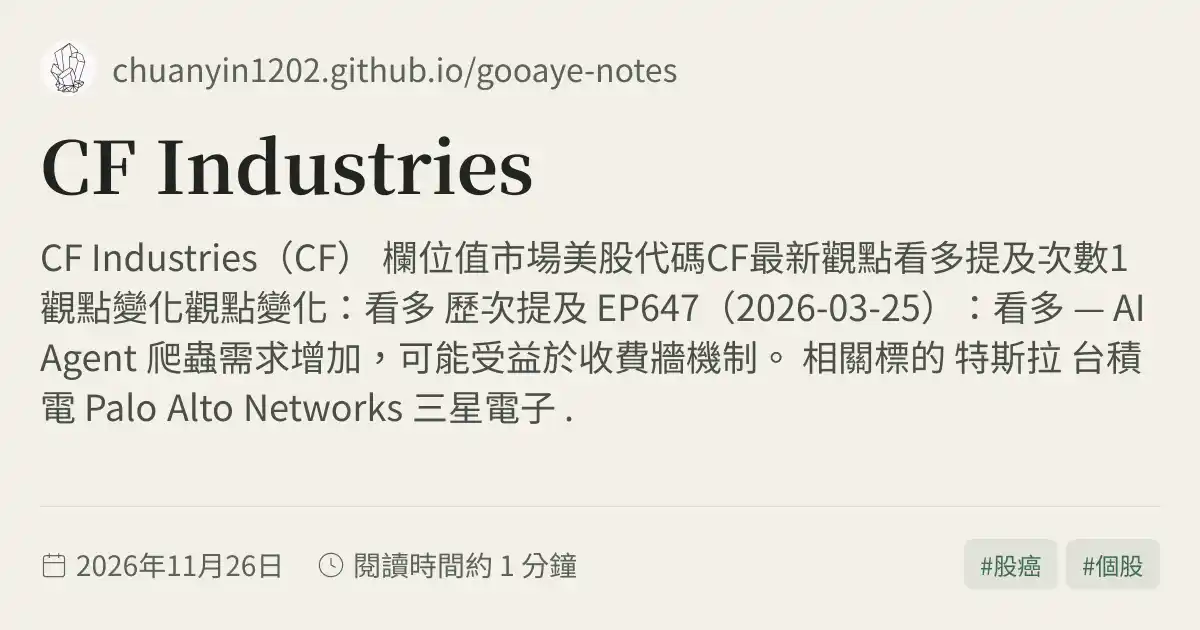 chuanyin1202.github.io/gooaye-notes
CF Industries
CF Industries（CF） 欄位值市場美股代碼CF最新觀點看多提及次數1
觀點變化觀點變化：看多 歷次提及 EP647（2026-03-25）：看多 — AI
Agent 爬蟲需求增加，可能受益於收費牆機制。 相關標的 特斯拉 台積
電 Palo Alto Networks 三星電子 .
2026年11月26日 閱讀時間約 1 分鐘
#股癌 #個股